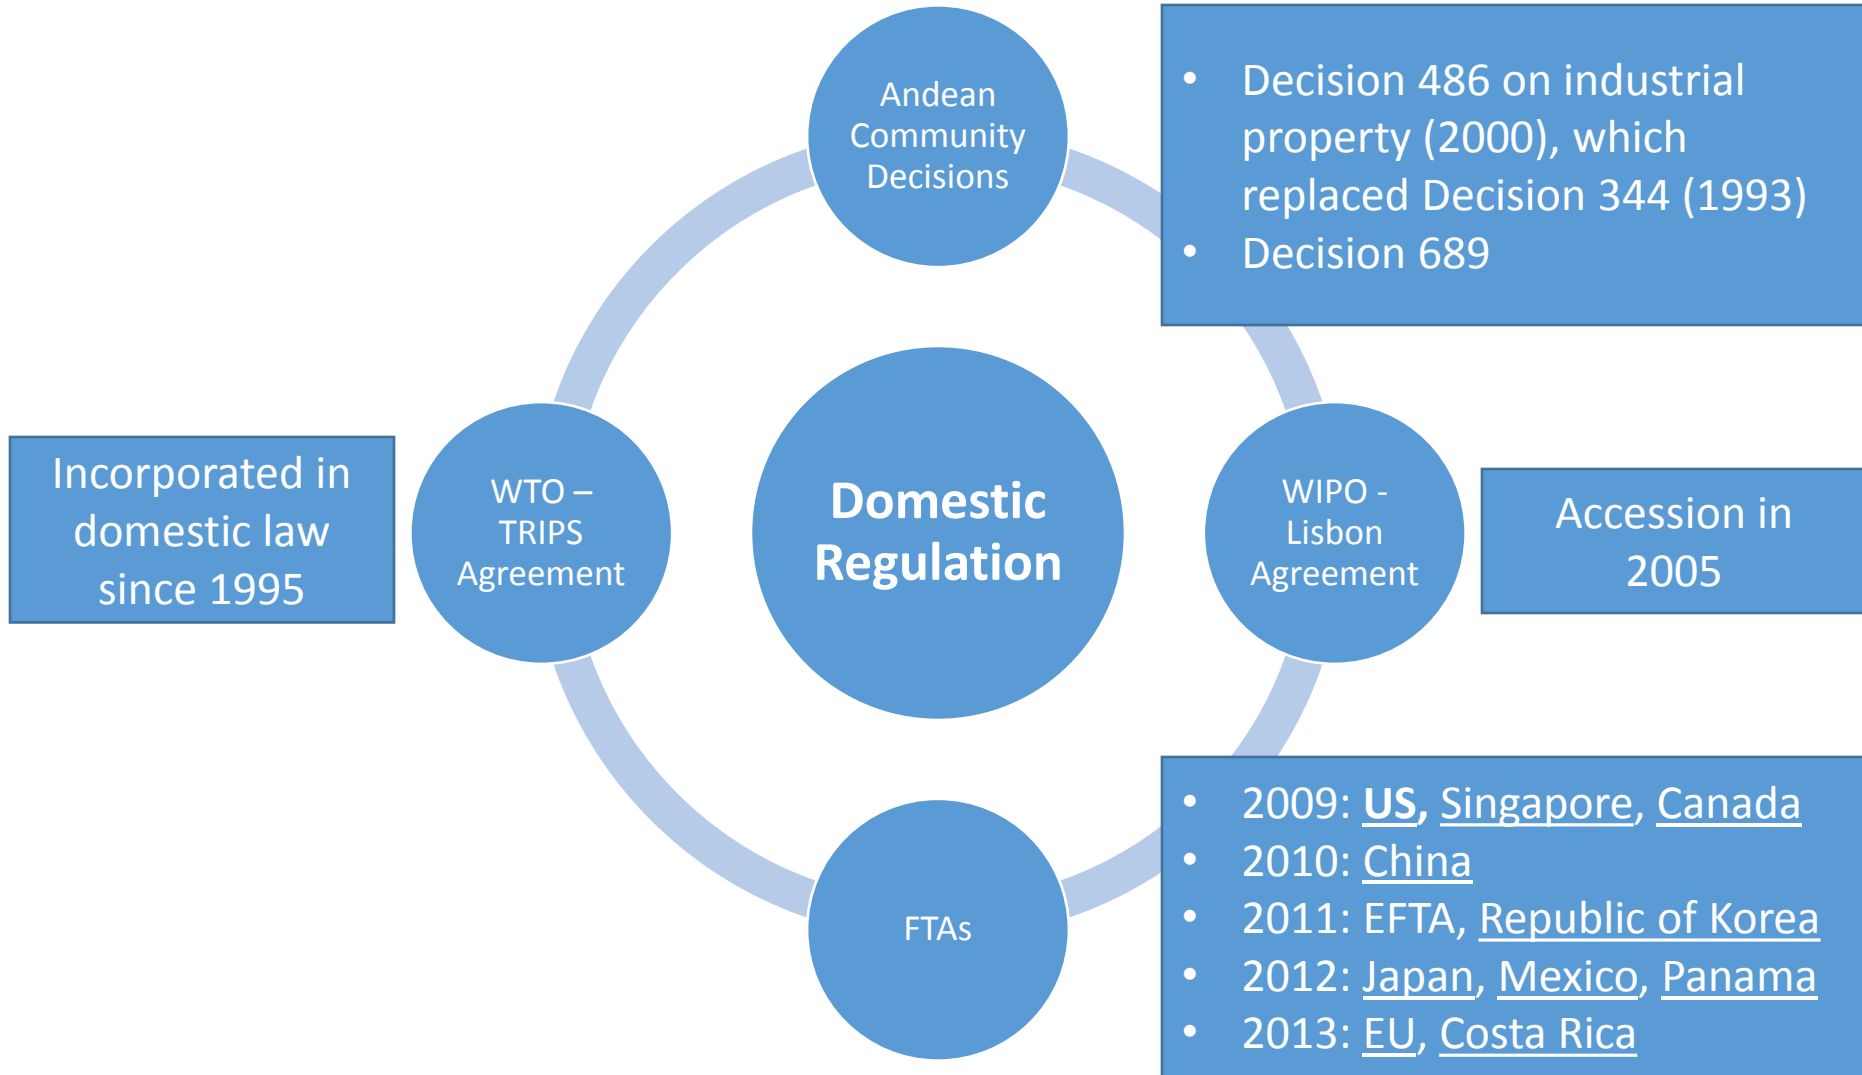 Andean
Community
Decisions
• Decision 486 on industrial
property (2000), which
replaced Decision 344 (1993)
• Decision 689
Incorporated in
domestic law
since 1995
WTO –
TRIPS
Agreement
Domestic
Regulation
WIPO -
Lisbon
Agreement
Accession in
2005
FTAs
• 2009: US, Singapore, Canada
• 2010: China
• 2011: EFTA, Republic of Korea
• 2012: Japan, Mexico, Panama
• 2013: EU, Costa Rica